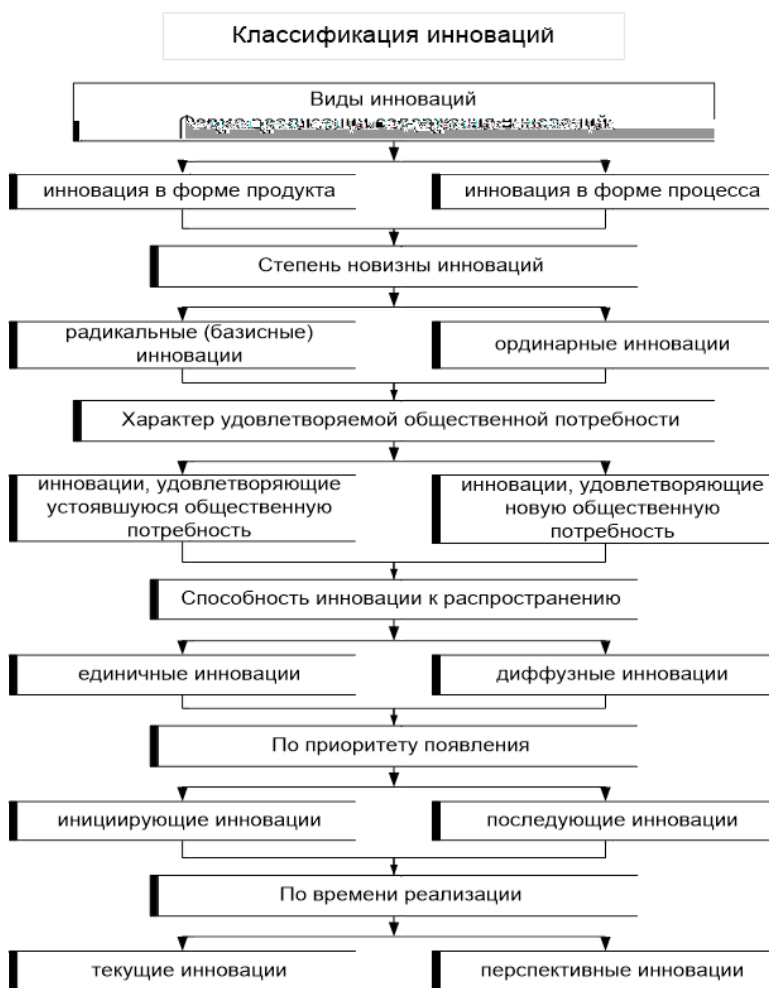 Классификация инноваций
Виды инноваций
инновация в форме продукта
инновация в форме процесса
Степень новизны инноваций
радикальные (базисные)
инновации
ординарные инновации
Характер удовлетворяемой общественной потребности
инновации, удовлетворяющие
устоявшуюся общественную
потребность
инновации, удовлетворяющие
новую общественную
потребность
Способность инновации к распространению
единичные инновации
диффузные инновации
По приоритету появления
инициирующие инновации
последующие инновации
По времени реализации
текущие инновации
перспективные инновации